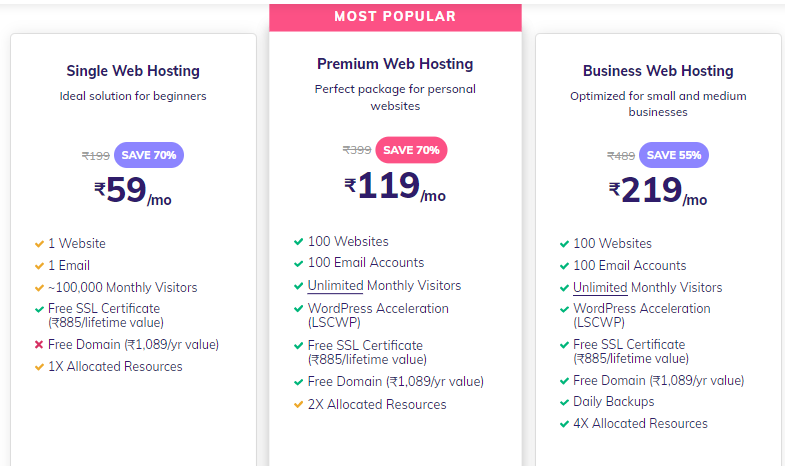 MOST POPULAR
Single Web Hosting
Ideal solution for beginners
₹199 SAVE 70%
₹59/mo
1 Website
1 Email
~100,000 Monthly Visitors
Free SSL Certificate
(₹885/lifetime value)
Free Domain (₹1,089/yr value)
1X Allocated Resources
Premium Web Hosting
Perfect package for personal
websites
₹399 SAVE 70%
₹119/mo
100 Websites
100 Email Accounts
Unlimited Monthly Visitors
WordPress Acceleration
(LSCWP)
Free SSL Certificate
(₹885/lifetime value)
Free Domain (₹1,089/yr value)
2X Allocated Resources
Business Web Hosting
Optimized for small and medium
businesses
₹489 SAVE 55%
₹219/mo
100 Websites
100 Email Accounts
Unlimited Monthly Visitors
WordPress Acceleration
(LSCWP)
Free SSL Certificate
(₹885/lifetime value)
Free Domain (₹1,089/yr value)
Daily Backups
4X Allocated Resources